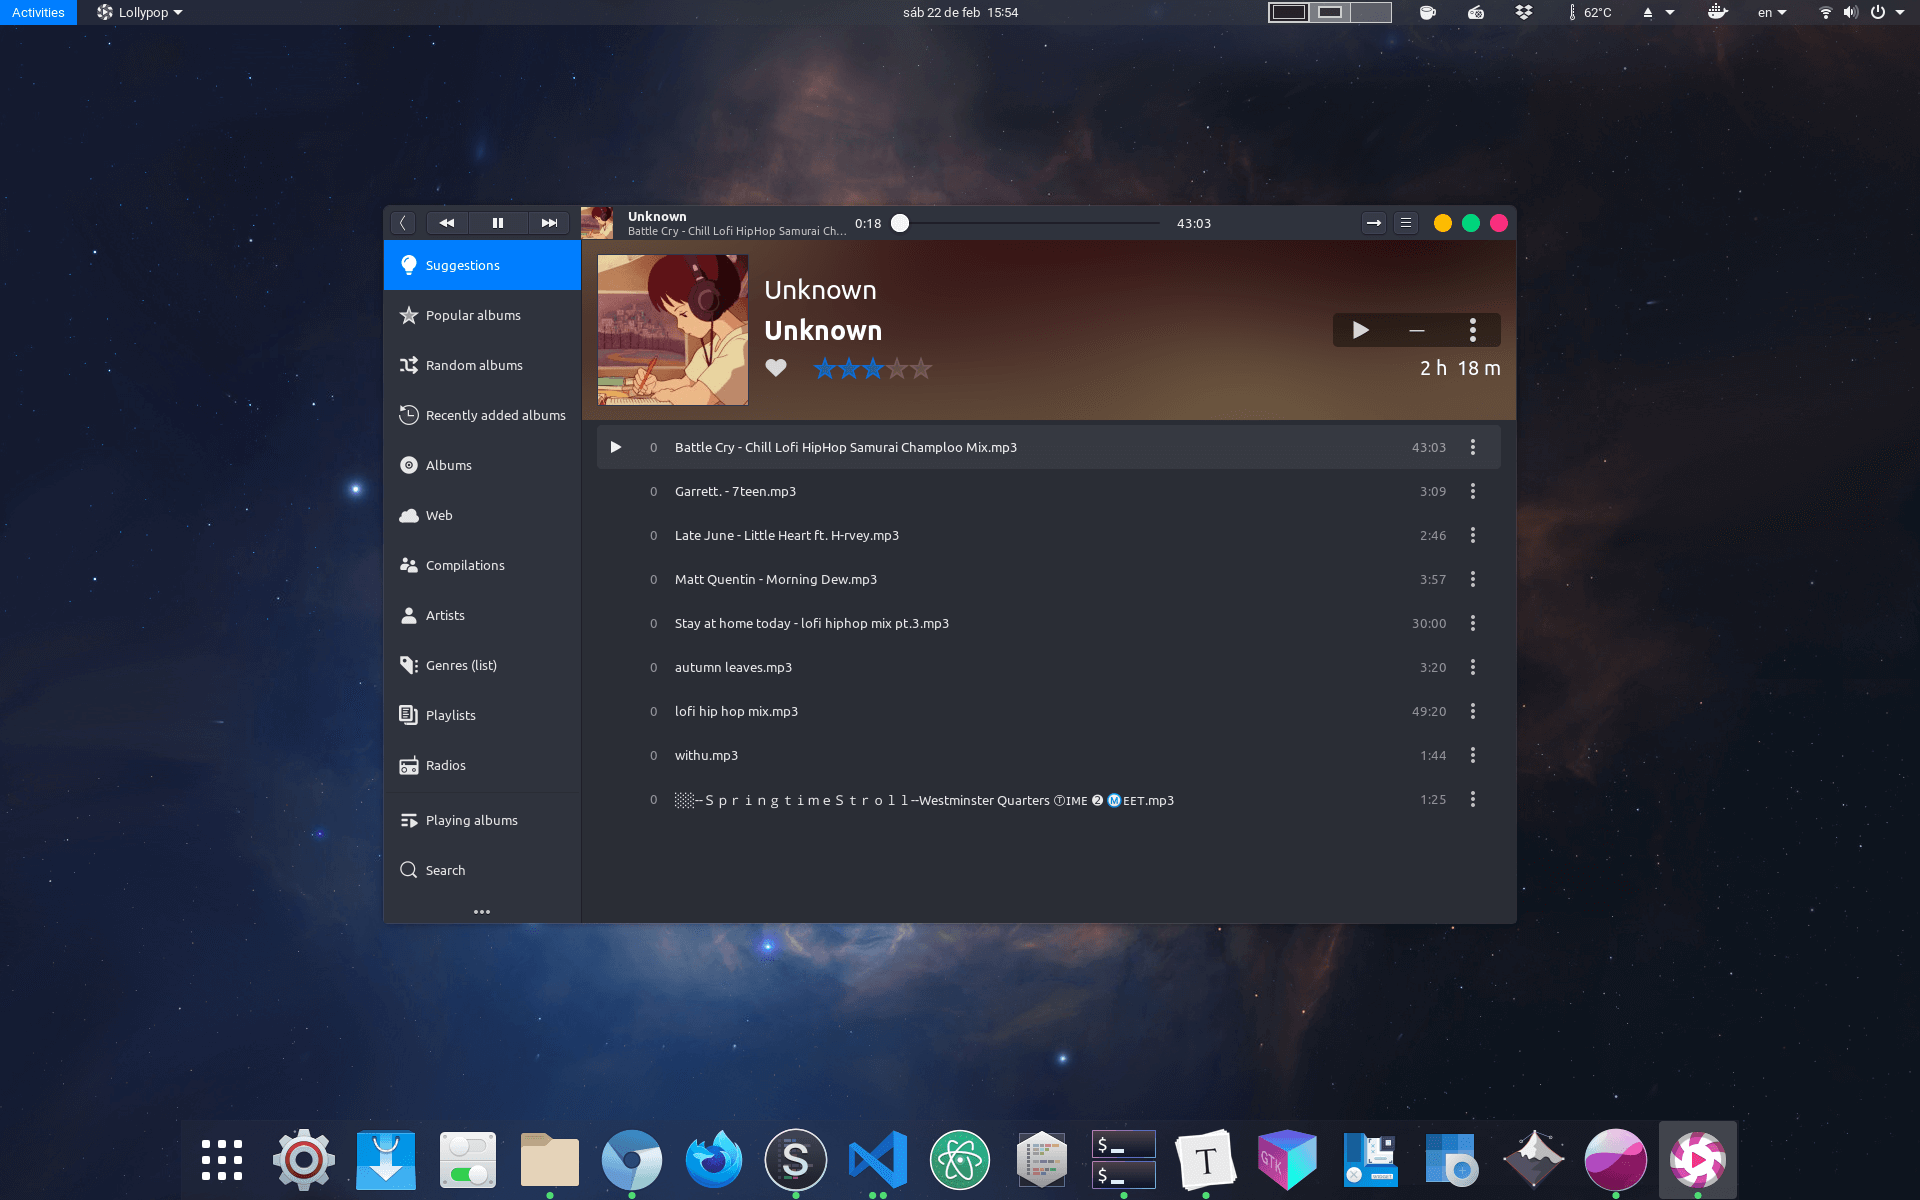 Activities
Lollypop
sáb 22 de feb 15:54
62°C
en
Unknown
Battle Cry - Chill Lofi HipHop Samurai Ch...
0:18
43:03
Suggestions
Popular albums
Random albums
Recently added albums
Albums
Web
Compilations
Artists
Genres (list)
Playlists
Radios
Playing albums
Search
Unknown
Unknown
2 h 18 m
0 Battle Cry - Chill Lofi HipHop Samurai Champloo Mix.mp3 43:03
0 Garrett. - 7teen.mp3 3:09
0 Late June - Little Heart ft. H-rvey.mp3 2:46
0 Matt Quentin - Morning Dew.mp3 3:57
0 Stay at home today - lofi hiphop mix pt.3.mp3 30:00
0 autumn leaves.mp3 3:20
0 lofi hip hop mix.mp3 49:20
0 withu.mp3 1:44
0 ░░--ＳｐｒｉｎｇｔｉｍｅＳｔｒｏｌｌ--Westminster Quarters Ⓣɪᴍᴇ ❷ Ⓜᴇᴇᴛ.mp3 1:25
S
$ _
$ _
T
GTK
WIDGET